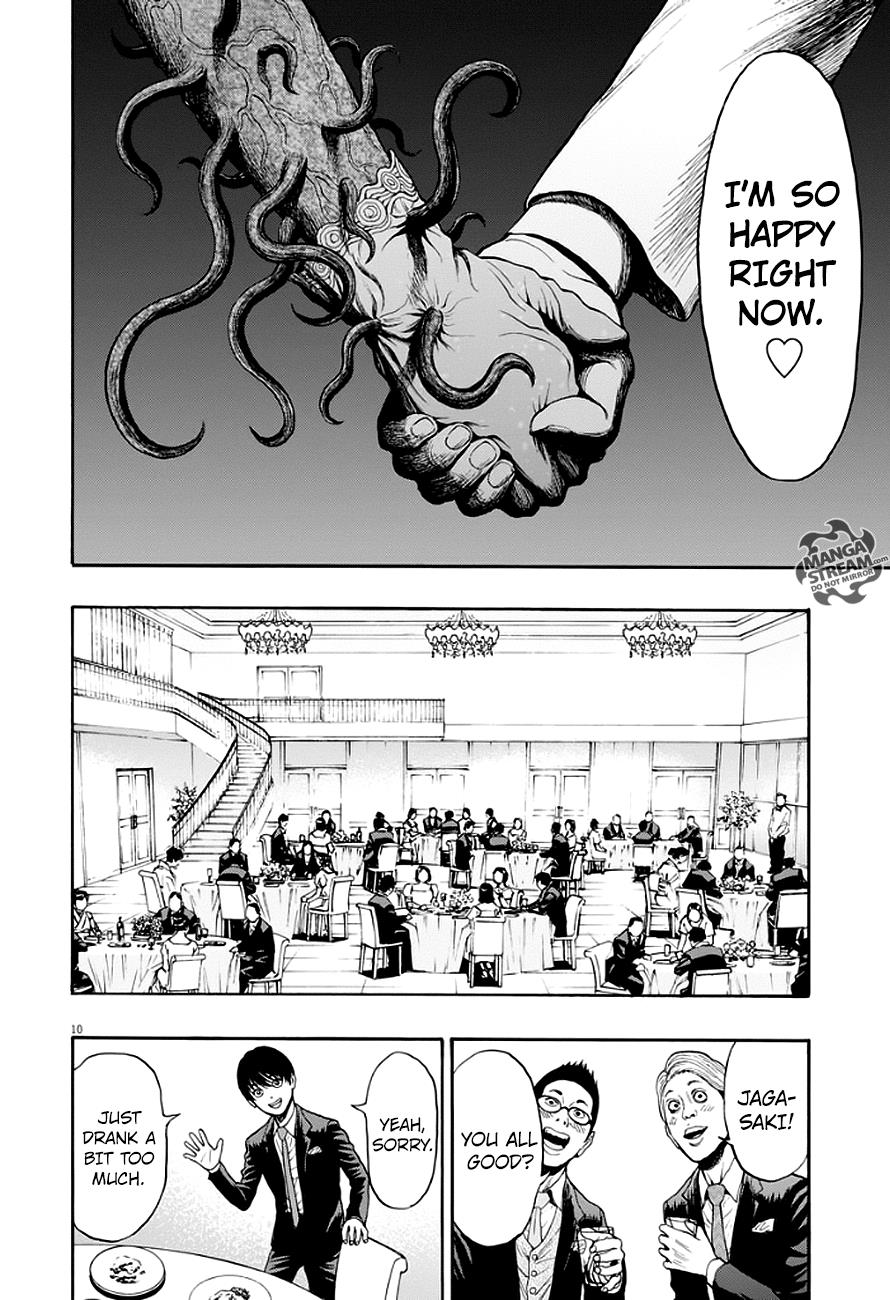 I'M SO
HAPPY
RIGHT
NOW.
♡
MANGA
STREAM.com
DO NOT MIRROR
10
JAGA-
SAKI!
YOU ALL
GOOD?
YEAH,
SORRY.
JUST
DRANK A
BIT TOO
MUCH.